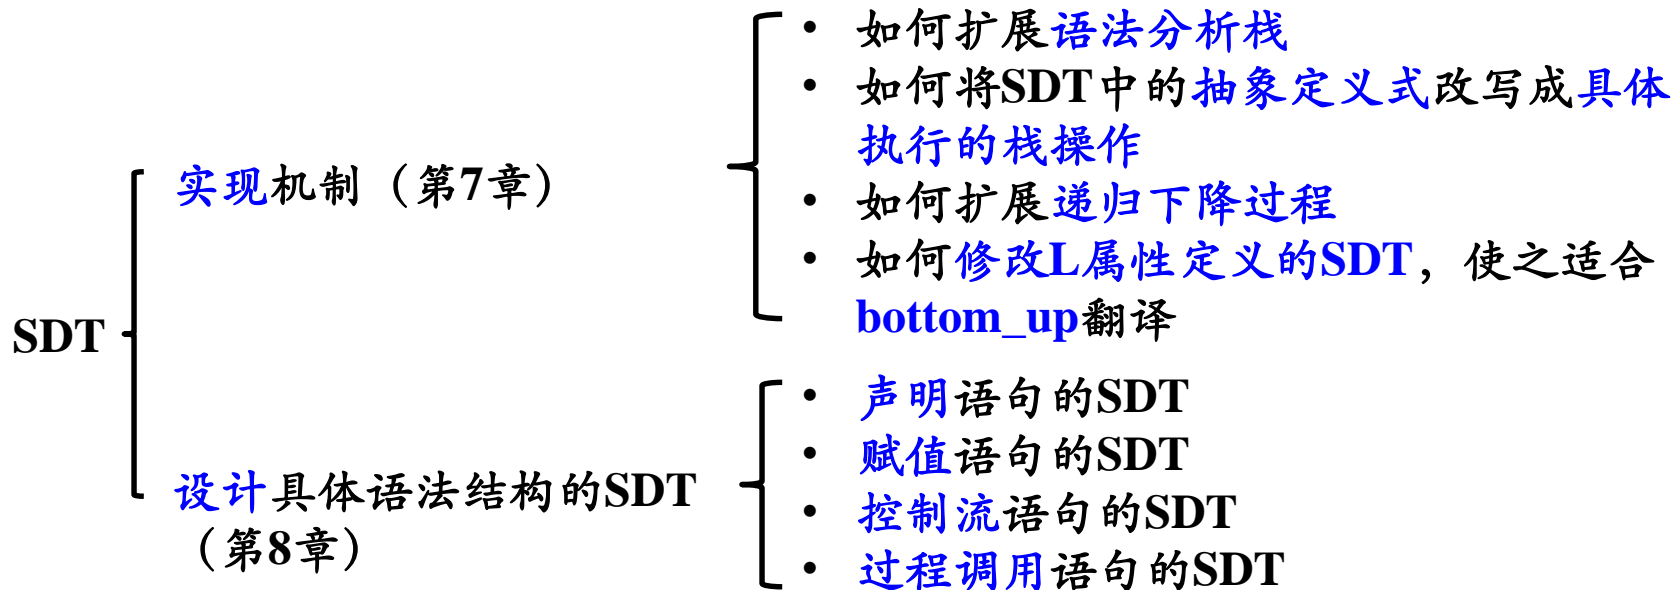 SDT
实现机制（第7章）
• 如何扩展语法分析栈
• 如何将SDT中的抽象定义式改写成具体
执行的栈操作
• 如何扩展递归下降过程
• 如何修改L属性定义的SDT，使之适合
bottom_up翻译
设计具体语法结构的SDT
（第8章）
• 声明语句的SDT
• 赋值语句的SDT
• 控制流语句的SDT
• 过程调用语句的SDT